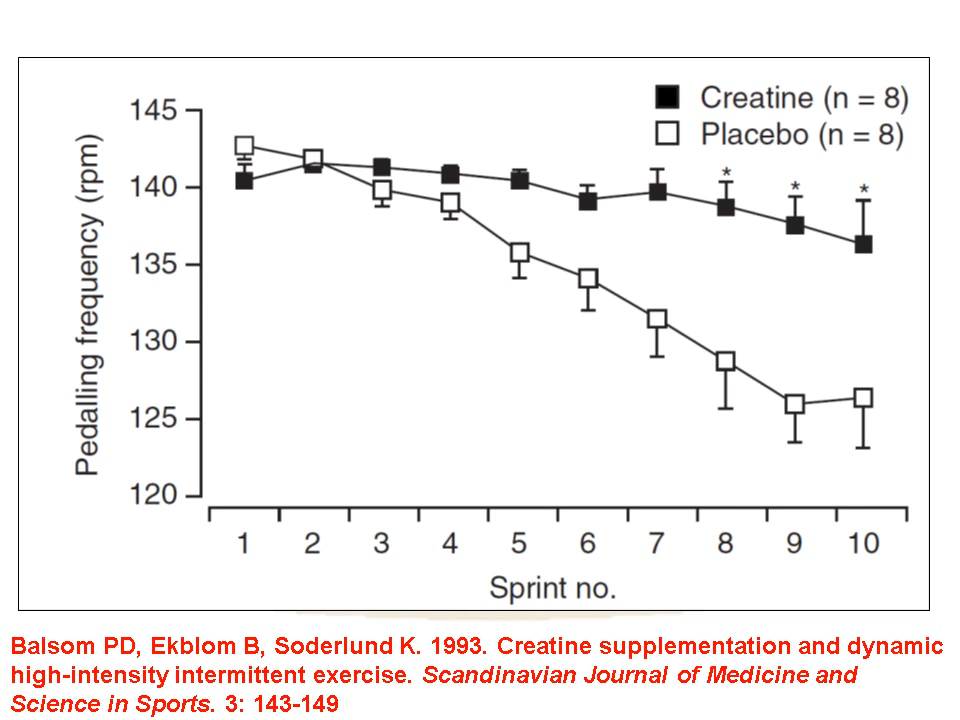 Creatine (n = 8)
Placebo (n = 8)
145
140
135
130
125
120
Pedalling frequency (rpm)
* * *
1 2 3 4 5 6 7 8 9 10
Sprint no.
Balsom PD, Ekblom B, Soderlund K. 1993. Creatine supplementation and dynamic
high-intensity intermittent exercise. Scandinavian Journal of Medicine and
Science in Sports. 3: 143-149